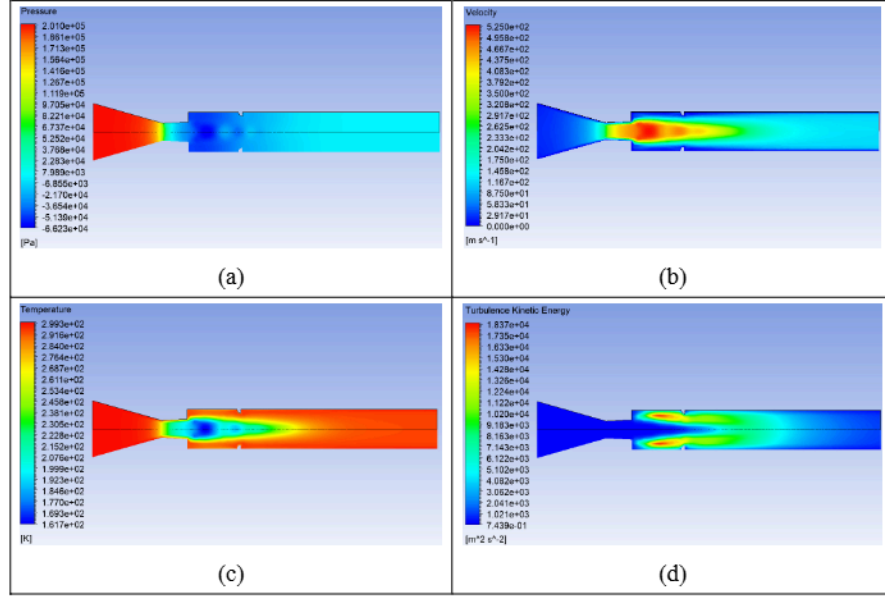 Pressure
2.010e+05
1.861e+05
1.713e+05
1.564e+05
1.416e+05
1.267e+05
1.119e+05
9.705e+04
8.221e+04
6.737e+04
5.252e+04
3.768e+04
2.283e+04
7.989e+03
-6.855e+03
-2.170e+04
-3.654e+04
-5.139e+04
-6.623e+04
[Pa]
(a)
Velocity
5.250e+02
4.958e+02
4.667e+02
4.375e+02
4.083e+02
3.792e+02
3.500e+02
3.208e+02
2.917e+02
2.625e+02
2.333e+02
2.042e+02
1.750e+02
1.458e+02
1.167e+02
8.750e+01
5.833e+01
2.917e+01
0.000e+00
[m s^-1]
(b)
Temperature
2.993e+02
2.916e+02
2.840e+02
2.764e+02
2.687e+02
2.611e+02
2.534e+02
2.458e+02
2.381e+02
2.305e+02
2.228e+02
2.152e+02
2.076e+02
1.999e+02
1.923e+02
1.846e+02
1.770e+02
1.693e+02
1.617e+02
[K]
(c)
Turbulence Kinetic Energy
1.837e+04
1.735e+04
1.633e+04
1.530e+04
1.428e+04
1.326e+04
1.224e+04
1.122e+04
1.020e+04
9.183e+03
8.163e+03
7.143e+03
6.122e+03
5.102e+03
4.082e+03
3.062e+03
2.041e+03
1.021e+03
7.439e-01
[m^2 s^-2]
(d)